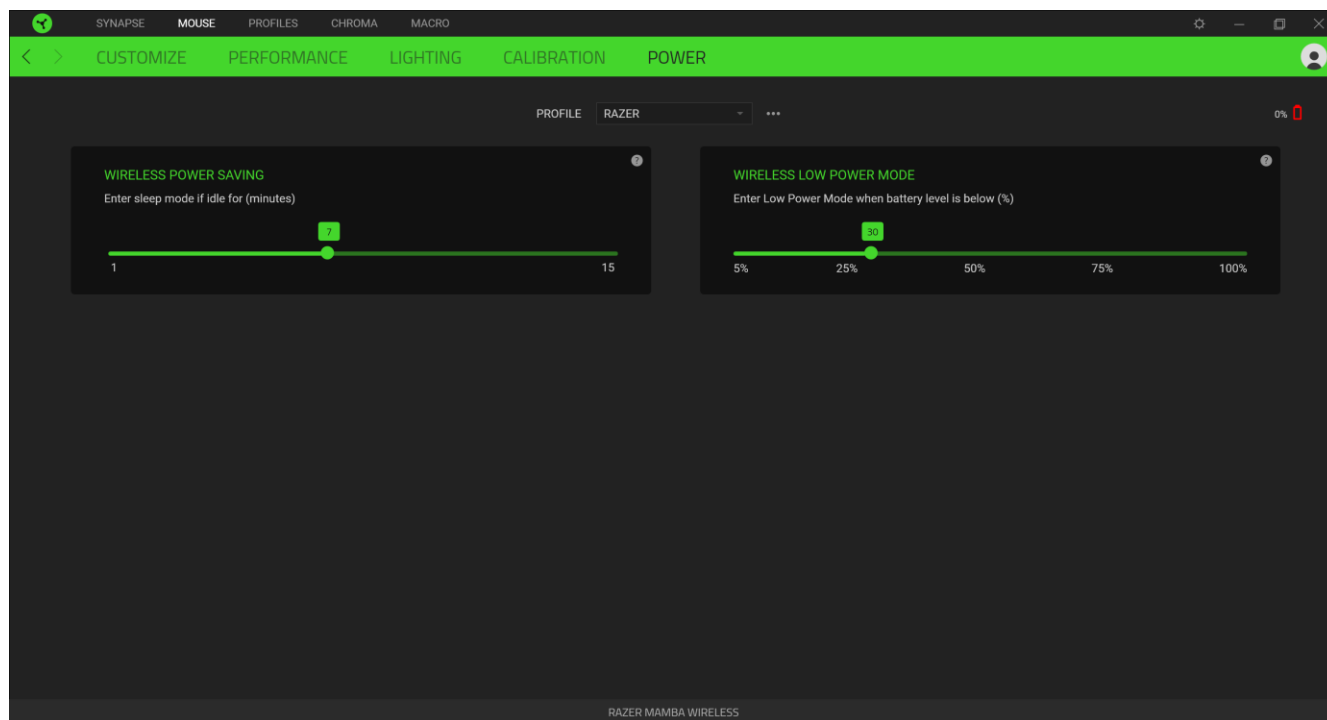 SYNAPSE MOUSE PROFILES CHROMA MACRO
CUSTOMIZE PERFORMANCE LIGHTING CALIBRATION POWER
PROFILE RAZER 0%
WIRELESS POWER SAVING
Enter sleep mode if idle for (minutes)
7
1 15
?
WIRELESS LOW POWER MODE
Enter Low Power Mode when battery level is below (%)
30
5% 25% 50% 75% 100%
?
RAZER MAMBA WIRELESS